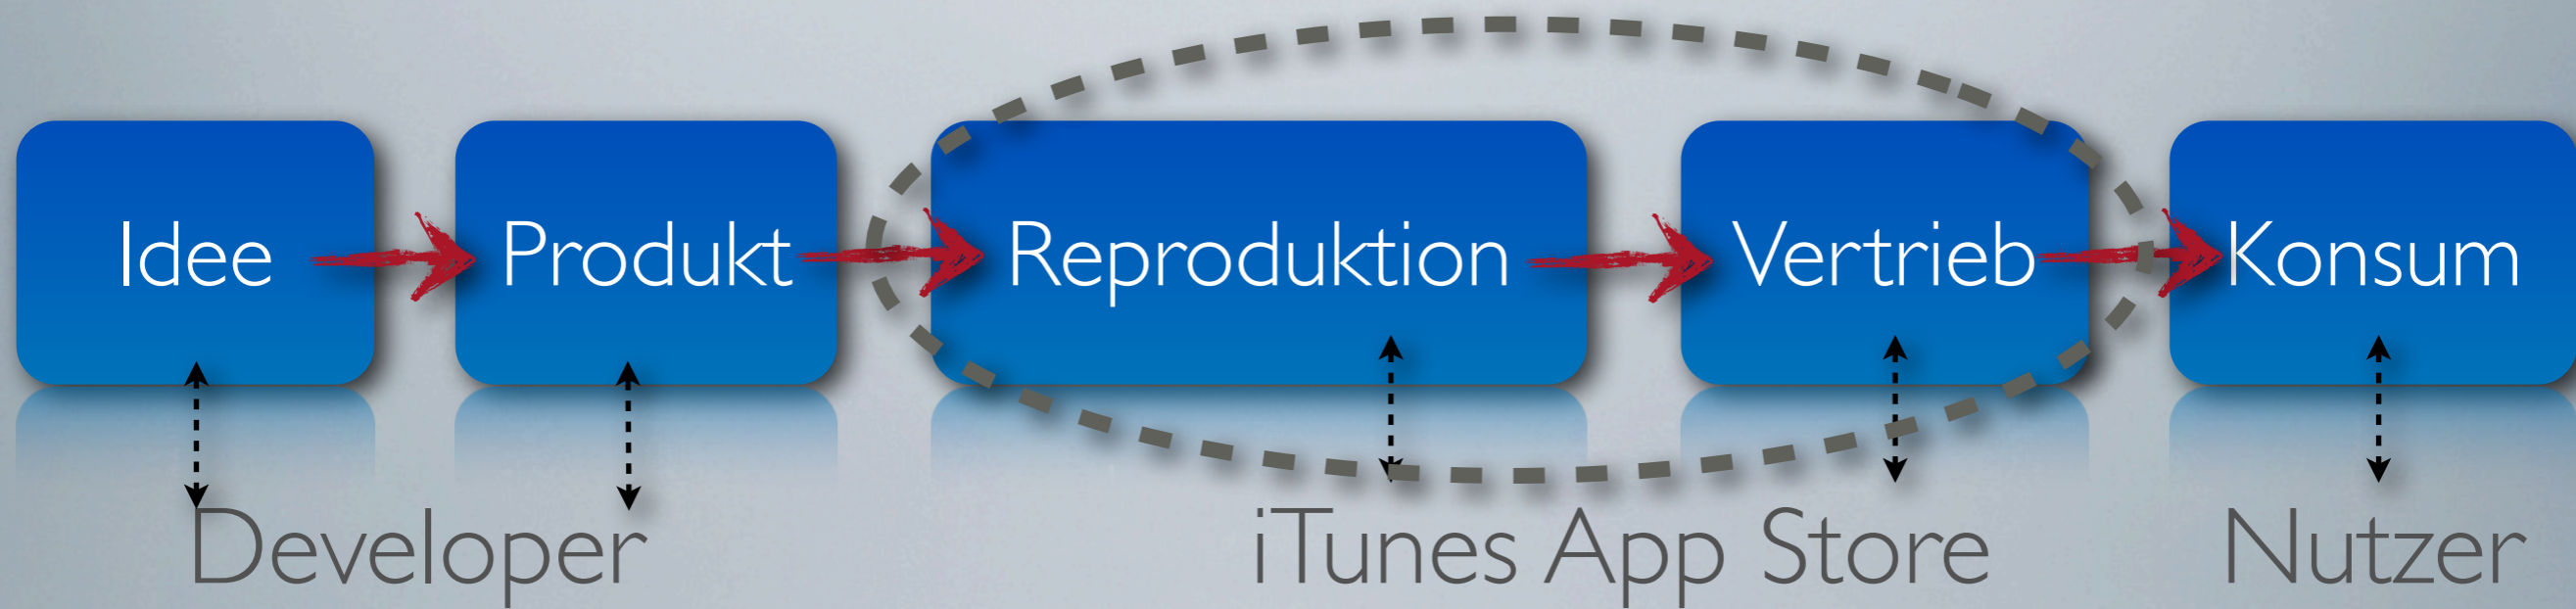 Idee Produkt Reproduktion Vertrieb Konsum
Developer iTunes App Store Nutzer